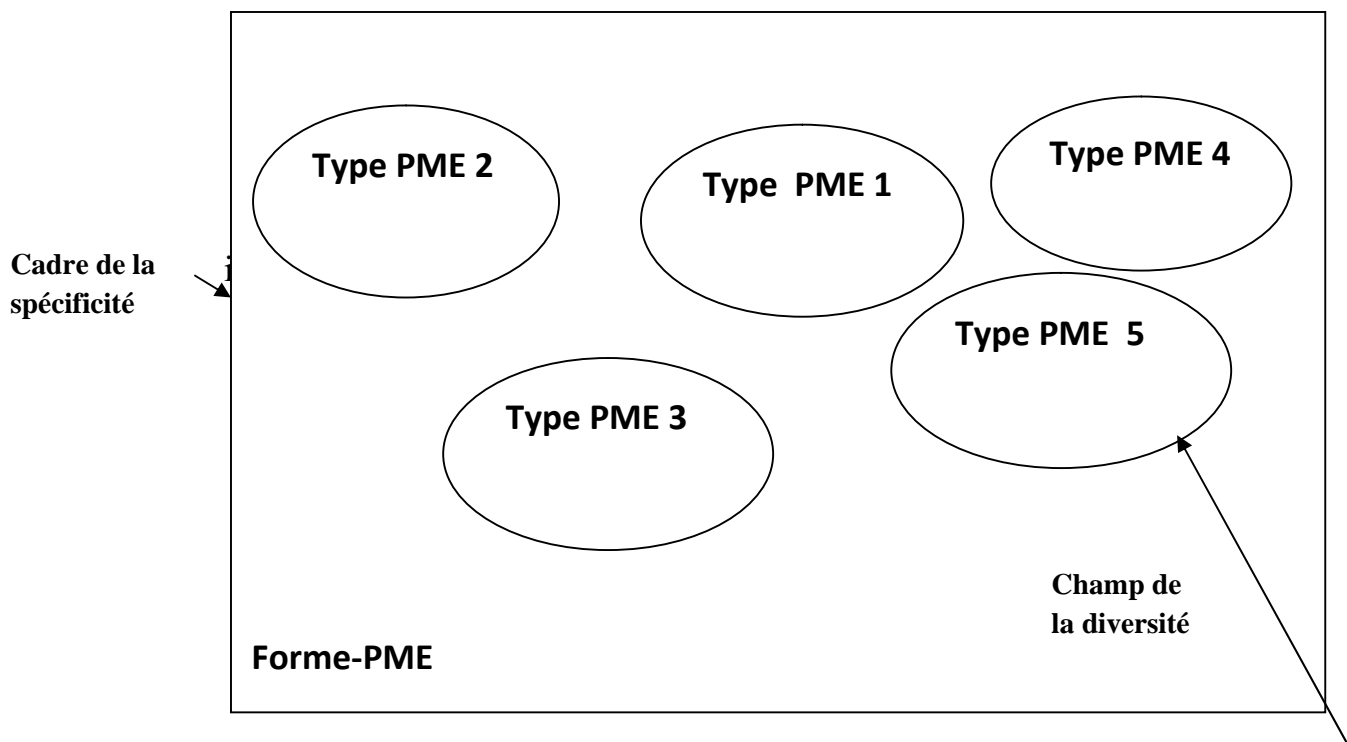 Type PME 2
Type PME 1
Type PME 4
Cadre de la
spécificité
Type PME 5
Type PME 3
Champ de
la diversité
Forme-PME